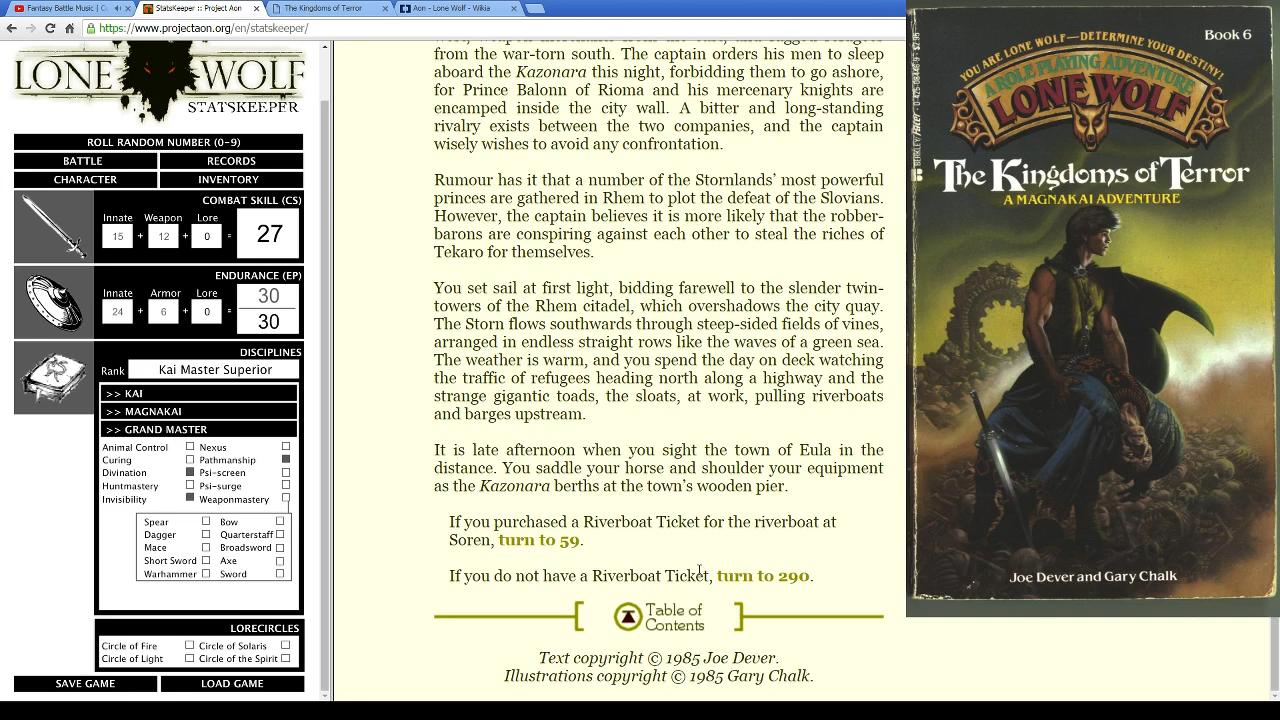 Fantasy Battle Music | Co
StatsKeeper :: Project Aon
The Kingdoms of Terror
Aon - Lone Wolf - Wikia
https://www.projectaon.org/en/statskeeper/
LONE WOLF
STATSKEEPER
ROLL RANDOM NUMBER (0-9)
BATTLE
RECORDS
CHARACTER
INVENTORY
COMBAT SKILL (CS)
Innate Weapon Lore
15 + 12 + 0 = 27
ENDURANCE (EP)
Innate Armor Lore
30
24 + 6 + 0 = 30
DISCIPLINES
Rank Kai Master Superior
>> KAI
>> MAGNAKAI
>> GRAND MASTER
Animal Control Nexus
Curing Pathmanship
Divination Psi-screen
Huntmastery Psi-surge
Invisibility Weaponmastery
Spear Bow
Dagger Quarterstaff
Mace Broadsword
Short Sword Axe
Warhammer Sword
LORECIRCLES
Circle of Fire Circle of Solaris
Circle of Light Circle of the Spirit
SAVE GAME
LOAD GAME
from the war-torn south. The captain orders his men to sleep
aboard the Kazonara this night, forbidding them to go ashore,
for Prince Balonn of Rioma and his mercenary knights are
encamped inside the city wall. A bitter and long-standing
rivalry exists between the two companies, and the captain
wisely wishes to avoid any confrontation.
Rumour has it that a number of the Stornlands' most powerful
princes are gathered in Rhem to plot the defeat of the Slovians.
However, the captain believes it is more likely that the robber-
barons are conspiring against each other to steal the riches of
Tekaro for themselves.
You set sail at first light, bidding farewell to the slender twin-
towers of the Rhem citadel, which overshadows the city quay.
The Storn flows southwards through steep-sided fields of vines,
arranged in endless straight rows like the waves of a green sea.
The weather is warm, and you spend the day on deck watching
the traffic of refugees heading north along a highway and the
strange gigantic toads, the sloats, at work, pulling riverboats
and barges upstream.
It is late afternoon when you sight the town of Eula in the
distance. You saddle your horse and shoulder your equipment
as the Kazonara berths at the town's wooden pier.
If you purchased a Riverboat Ticket for the riverboat at
Soren, turn to 59.
If you do not have a Riverboat Ticket, turn to 290.
Table of
Contents
Text copyright © 1985 Joe Dever.
Illustrations copyright © 1985 Gary Chalk.
Book 6
YOU ARE LONE WOLF—DETERMINE YOUR DESTINY!
A ROLE PLAYING ADVENTURE
LONE WOLF
The Kingdoms of Terror
A MAGNAKAI ADVENTURE
Joe Dever and Gary Chalk